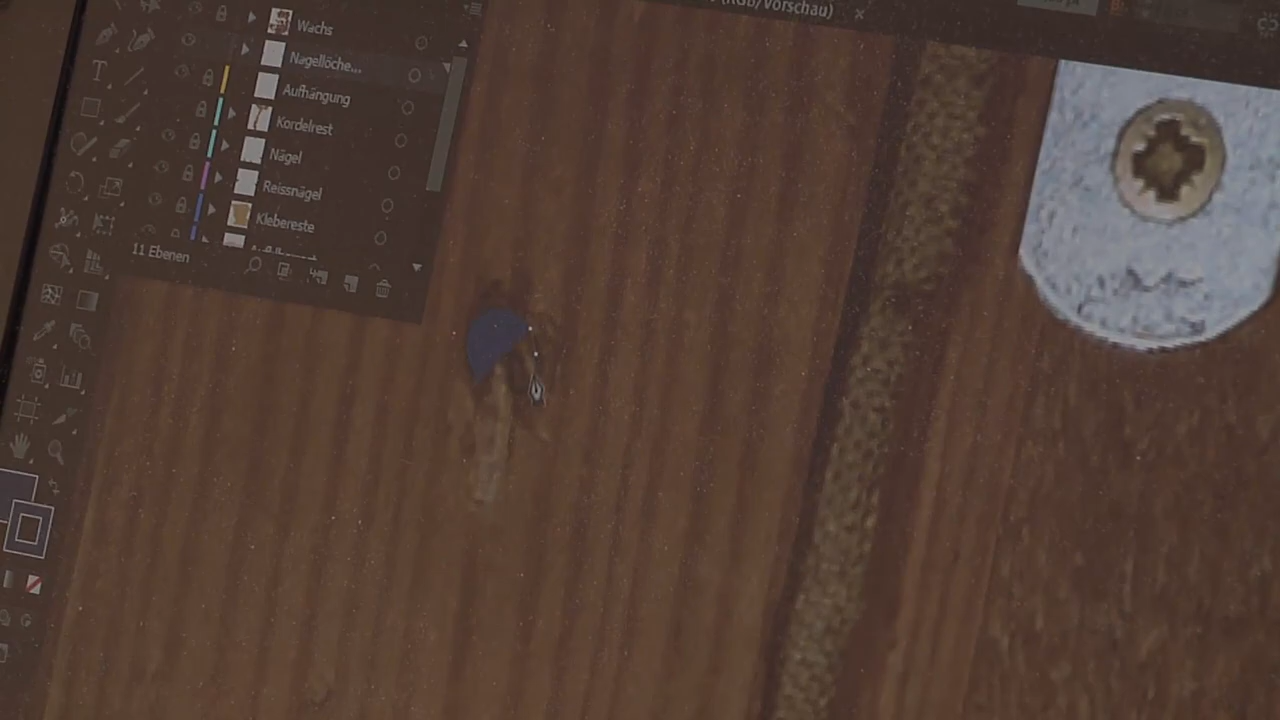 (RGB/Vorschau)
Wachs
Nagellöche...
Aufhängung
Kordelrest
Nägel
Reissnägel
Klebereste
11 Ebenen